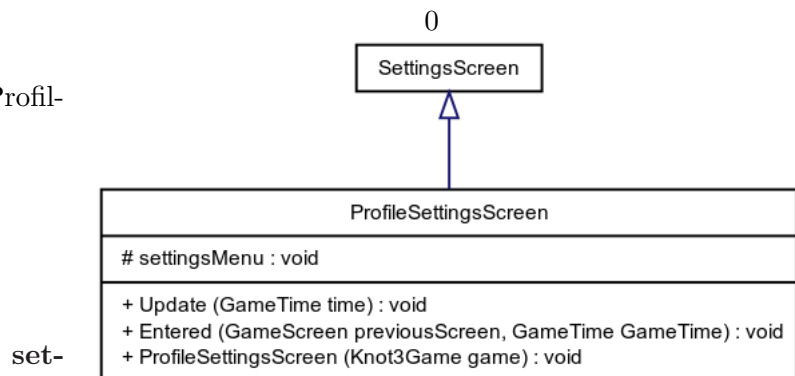 0
SettingsScreen
Profil-
ProfileSettingsScreen
# settingsMenu : void
+ Update (GameTime time) : void
+ Entered (GameScreen previousScreen, GameTime GameTime) : void
set-
+ ProfileSettingsScreen (Knot3Game game) : void